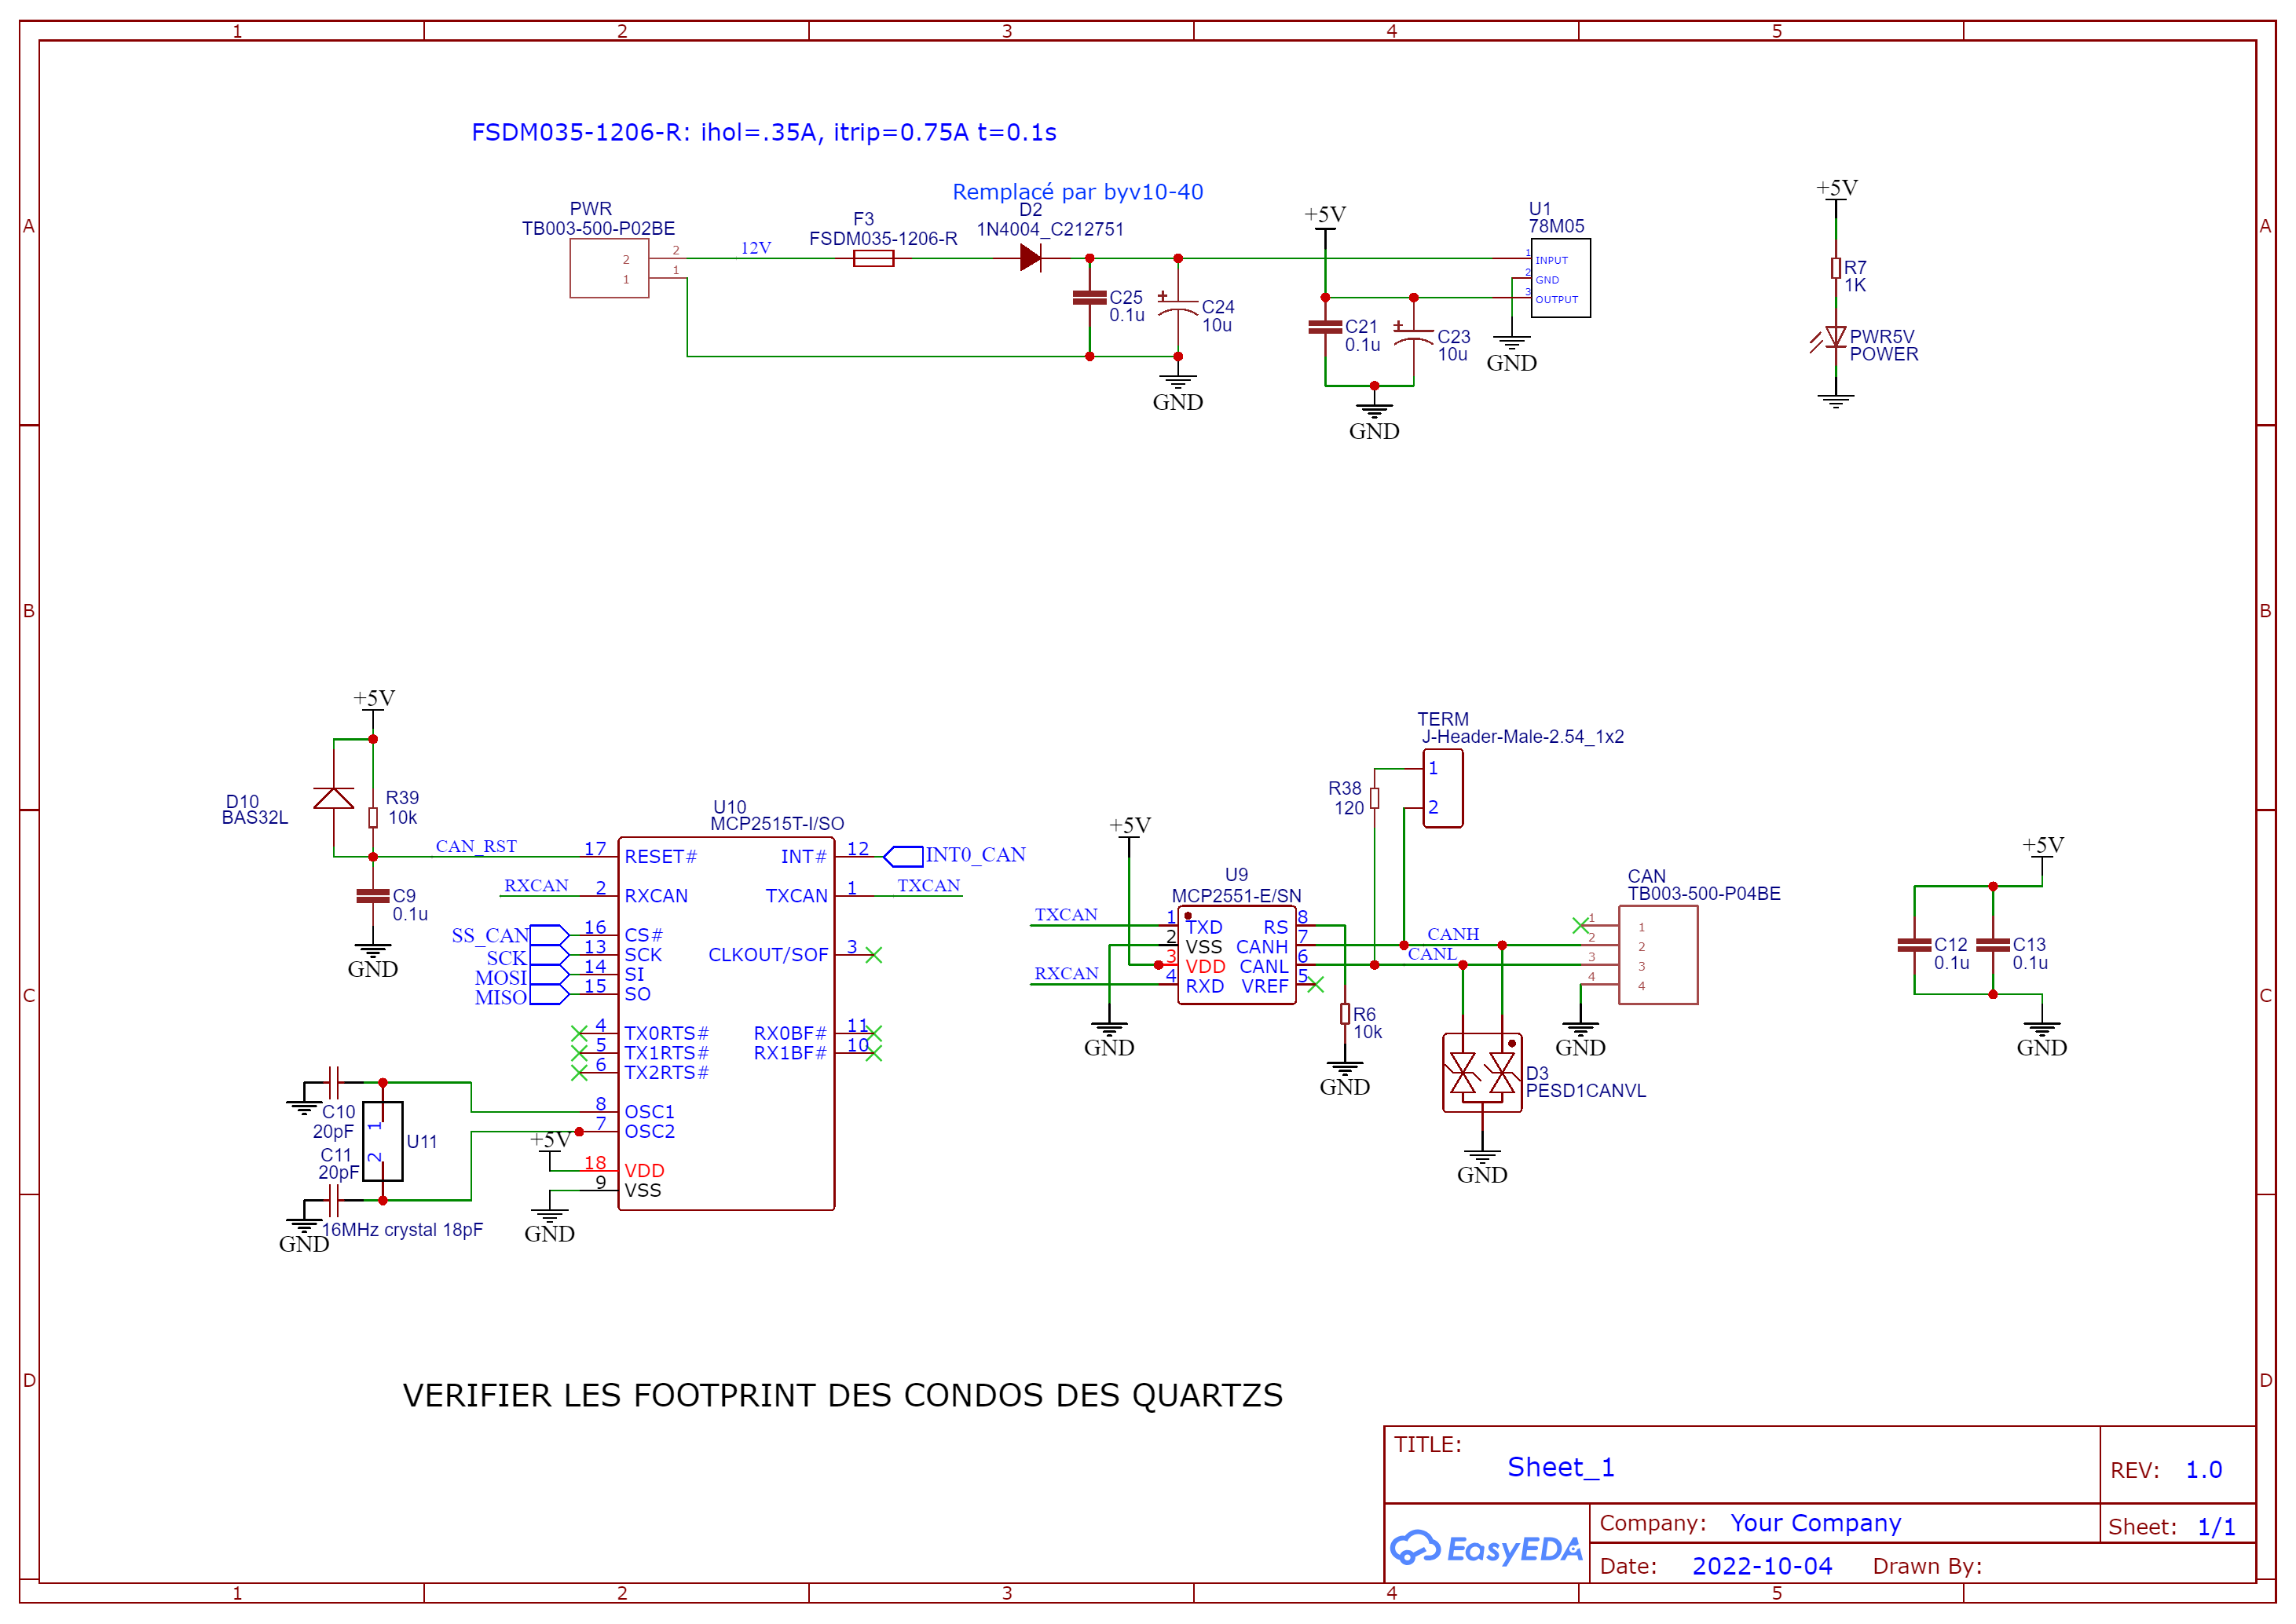 1 2 3 4 5
FSDM035-1206-R: ihol=.35A, itrip=0.75A t=0.1s
Remplacé par byv10-40
A
PWR
TB003-500-P02BE
2
1
2
1
12V
F3
FSDM035-1206-R
D2
1N4004_C212751
C25
0.1u
C24
10u
GND
+5V
C21
0.1u
C23
10u
GND
U1
78M05
1 INPUT
2 GND
3 OUTPUT
GND
+5V
R7
1K
PWR5V
POWER
A
B
B
+5V
D10
BAS32L
R39
10k
CAN_RST
C9
0.1u
GND
U10
MCP2515T-I/SO
17 RESET#
RXCAN 2 RXCAN
SS_CAN 16 CS#
SCK 13 SCK
MOSI 14 SI
MISO 15 SO
4 TX0RTS#
5 TX1RTS#
6 TX2RTS#
8 OSC1
7 OSC2
+5V
18 VDD
9 VSS
GND
INT# 12 INT0_CAN
TXCAN 1 TXCAN
CLKOUT/SOF 3
RX0BF# 11
RX1BF# 10
C10
20pF
C11
20pF
1
2
U11
GND
16MHz crystal 18pF
TERM
J-Header-Male-2.54_1x2
1
2
R38
120
+5V
U9
MCP2551-E/SN
TXCAN 1 TXD
2 VSS
3 VDD
RXCAN 4 RXD
RS 8
CANH 7
CANL 6
VREF 5
GND
CANH
CANL
R6
10k
GND
CAN
TB003-500-P04BE
1 1
2 2
3 3
4 4
GND
D3
PESD1CANVL
GND
+5V
C12
0.1u
C13
0.1u
GND
C
C
D
D
VERIFIER LES FOOTPRINT DES CONDOS DES QUARTZS
TITLE:
Sheet_1
REV: 1.0
EasyEDA
Company: Your Company
Sheet: 1/1
Date: 2022-10-04 Drawn By:
1 2 3 4 5